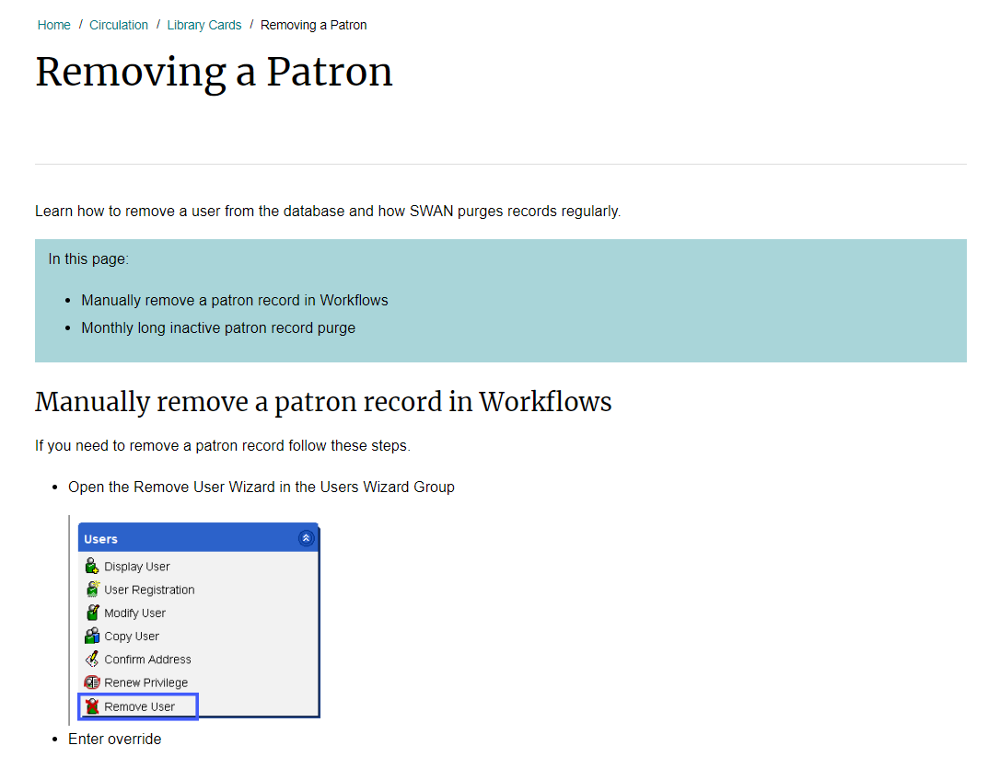 Home / Circulation / Library Cards / Removing a Patron
Removing a Patron
Learn how to remove a user from the database and how SWAN purges records regularly.
In this page:
• Manually remove a patron record in Workflows
• Monthly long inactive patron record purge
Manually remove a patron record in Workflows
If you need to remove a patron record follow these steps.
• Open the Remove User Wizard in the Users Wizard Group
Users
Display User
User Registration
Modify User
Copy User
Confirm Address
Renew Privilege
Remove User
• Enter override